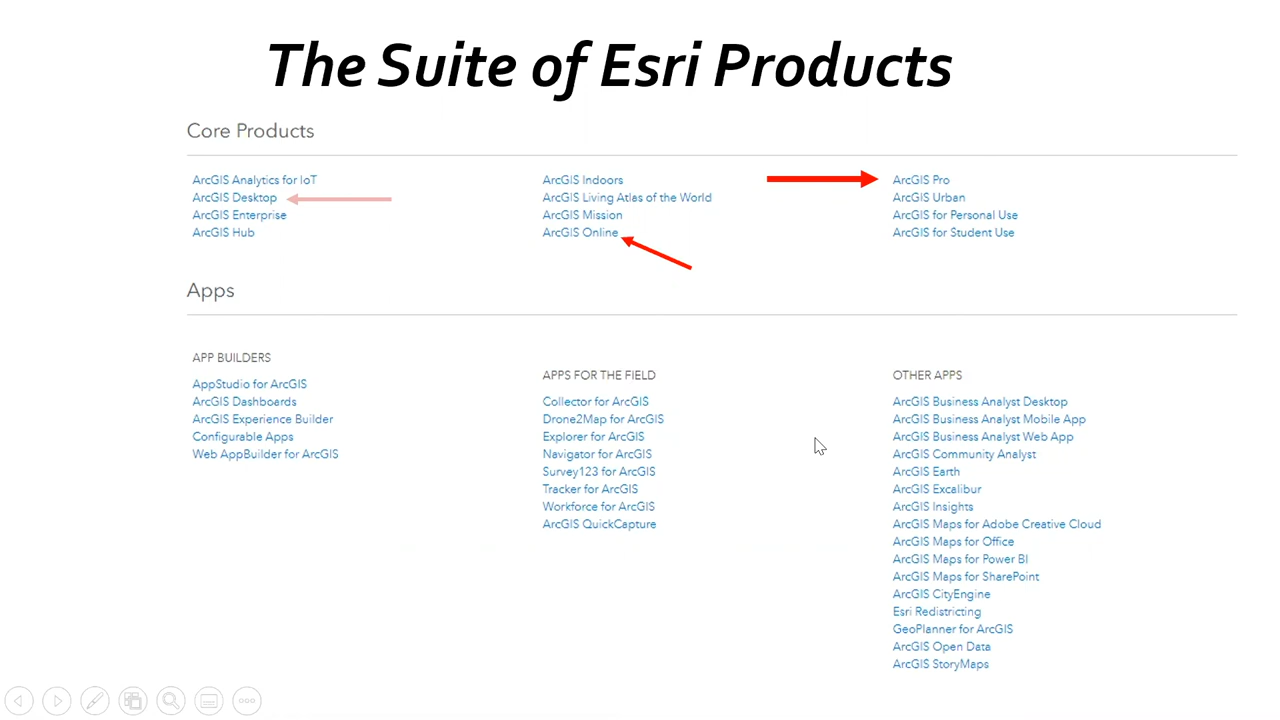 The Suite of Esri Products
Core Products
ArcGIS Analytics for IoT
ArcGIS Desktop
ArcGIS Enterprise
ArcGIS Hub
ArcGIS Indoors
ArcGIS Living Atlas of the World
ArcGIS Mission
ArcGIS Online
ArcGIS Pro
ArcGIS Urban
ArcGIS for Personal Use
ArcGIS for Student Use
Apps
APP BUILDERS
AppStudio for ArcGIS
ArcGIS Dashboards
ArcGIS Experience Builder
Configurable Apps
Web AppBuilder for ArcGIS
APPS FOR THE FIELD
Collector for ArcGIS
Drone2Map for ArcGIS
Explorer for ArcGIS
Navigator for ArcGIS
Survey123 for ArcGIS
Tracker for ArcGIS
Workforce for ArcGIS
ArcGIS QuickCapture
OTHER APPS
ArcGIS Business Analyst Desktop
ArcGIS Business Analyst Mobile App
ArcGIS Business Analyst Web App
ArcGIS Community Analyst
ArcGIS Earth
ArcGIS Excalibur
ArcGIS Insights
ArcGIS Maps for Adobe Creative Cloud
ArcGIS Maps for Office
ArcGIS Maps for Power BI
ArcGIS Maps for SharePoint
ArcGIS CityEngine
Esri Redistricting
GeoPlanner for ArcGIS
ArcGIS Open Data
ArcGIS StoryMaps